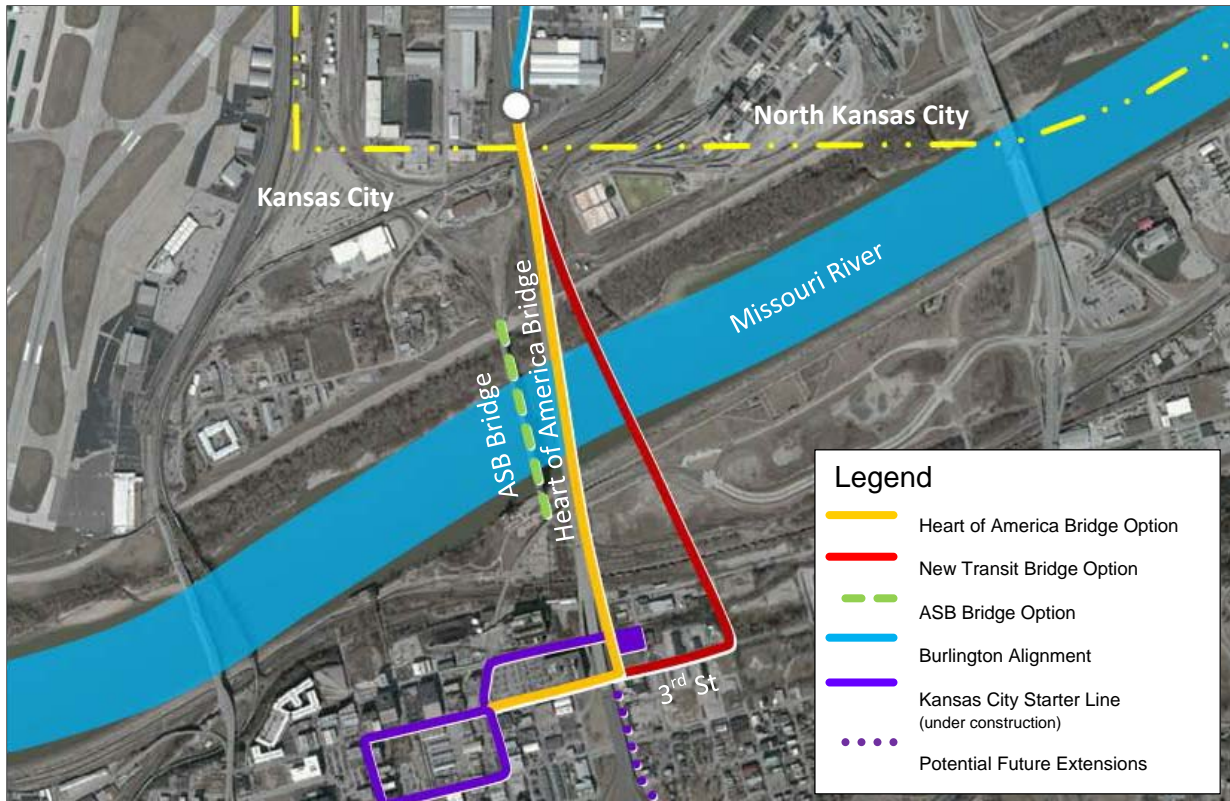 North Kansas City
Kansas City
Missouri River
ASB Bridge
Heart of America Bridge
3rd St
Legend
Heart of America Bridge Option
New Transit Bridge Option
ASB Bridge Option
Burlington Alignment
Kansas City Starter Line
(under construction)
Potential Future Extensions